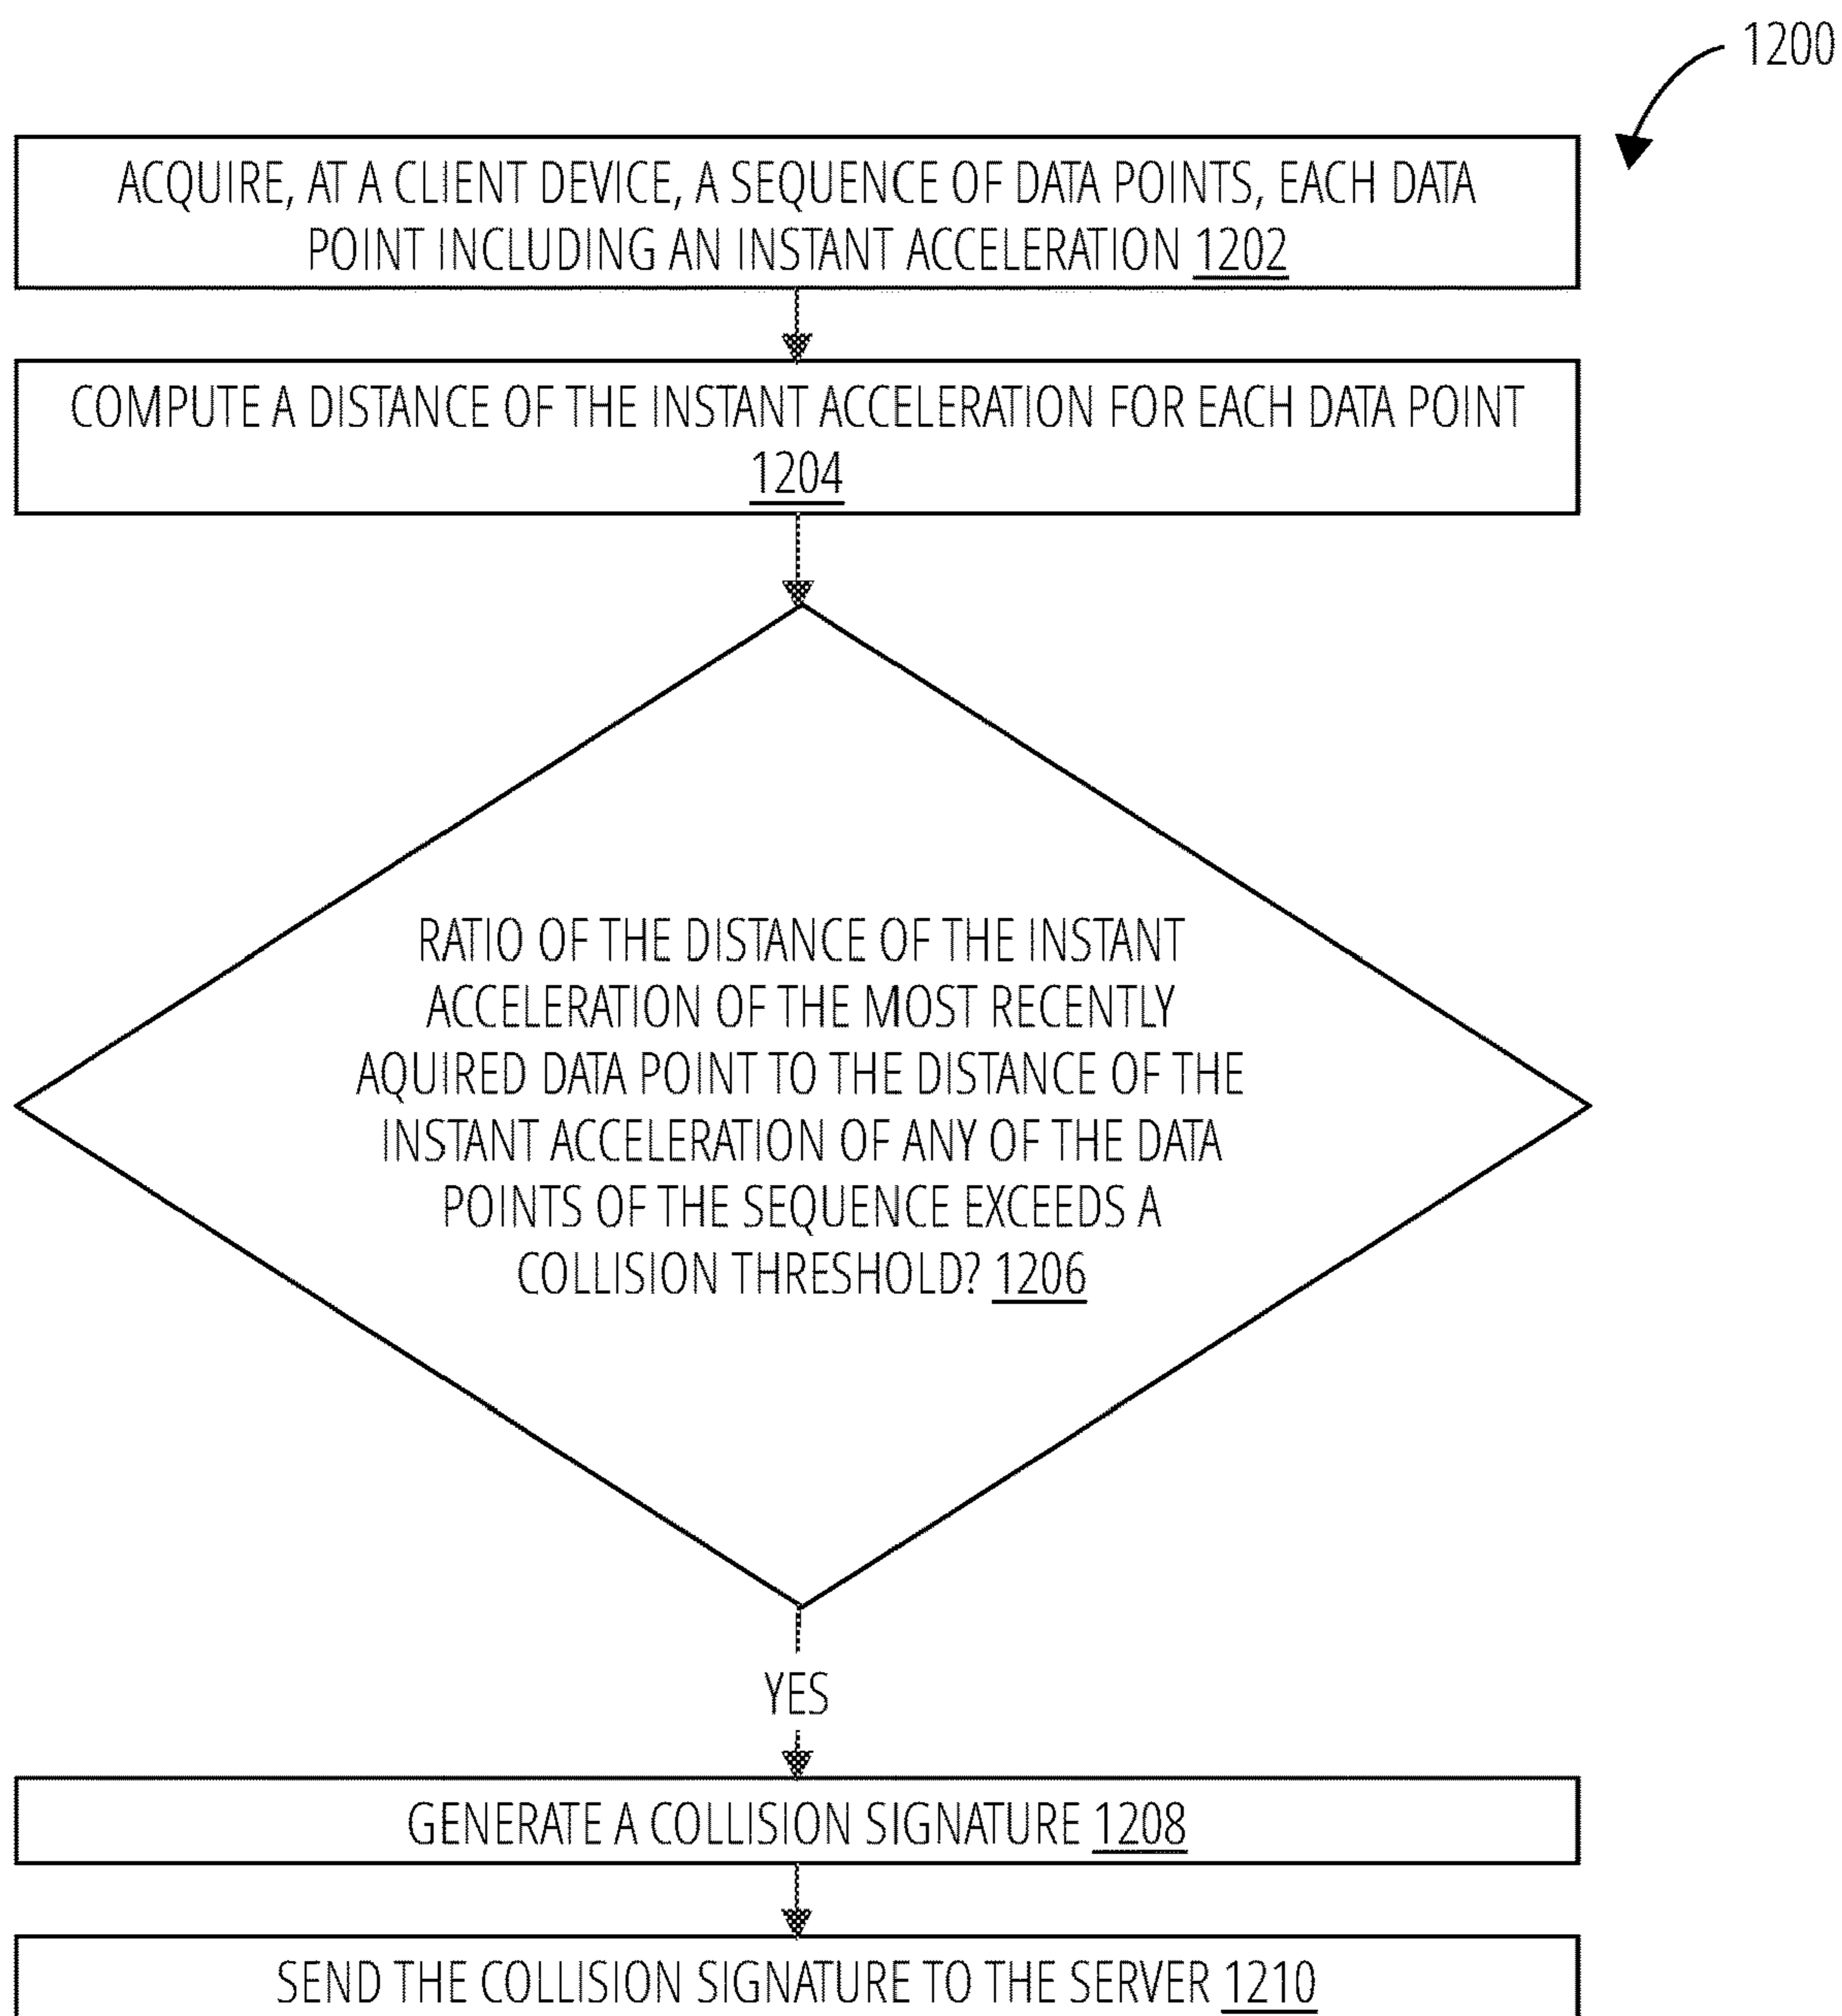 1200
ACQUIRE, AT A CLIENT DEVICE, A SEQUENCE OF DATA POINTS, EACH DATA
POINT INCLUDING AN INSTANT ACCELERATION 1202
COMPUTE A DISTANCE OF THE INSTANT ACCELERATION FOR EACH DATA POINT
1204
RATIO OF THE DISTANCE OF THE INSTANT
ACCELERATION OF THE MOST RECENTLY
AQUIRED DATA POINT TO THE DISTANCE OF THE
INSTANT ACCELERATION OF ANY OF THE DATA
POINTS OF THE SEQUENCE EXCEEDS A
COLLISION THRESHOLD? 1206
YES
GENERATE A COLLISION SIGNATURE 1208
SEND THE COLLISION SIGNATURE TO THE SERVER 1210